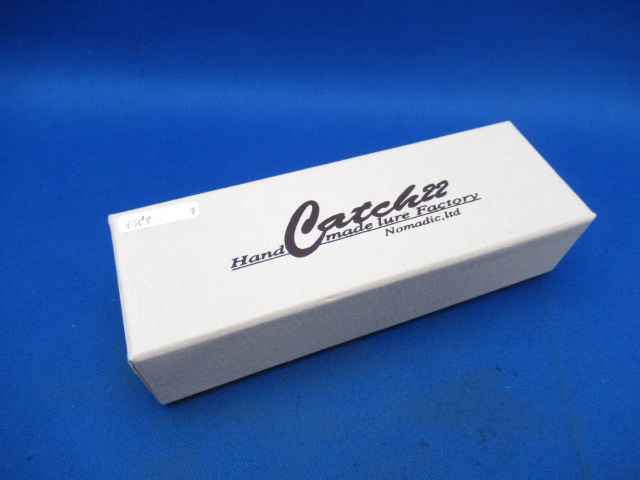 Catch22
Hand made lure Factory
Nomadic,ltd